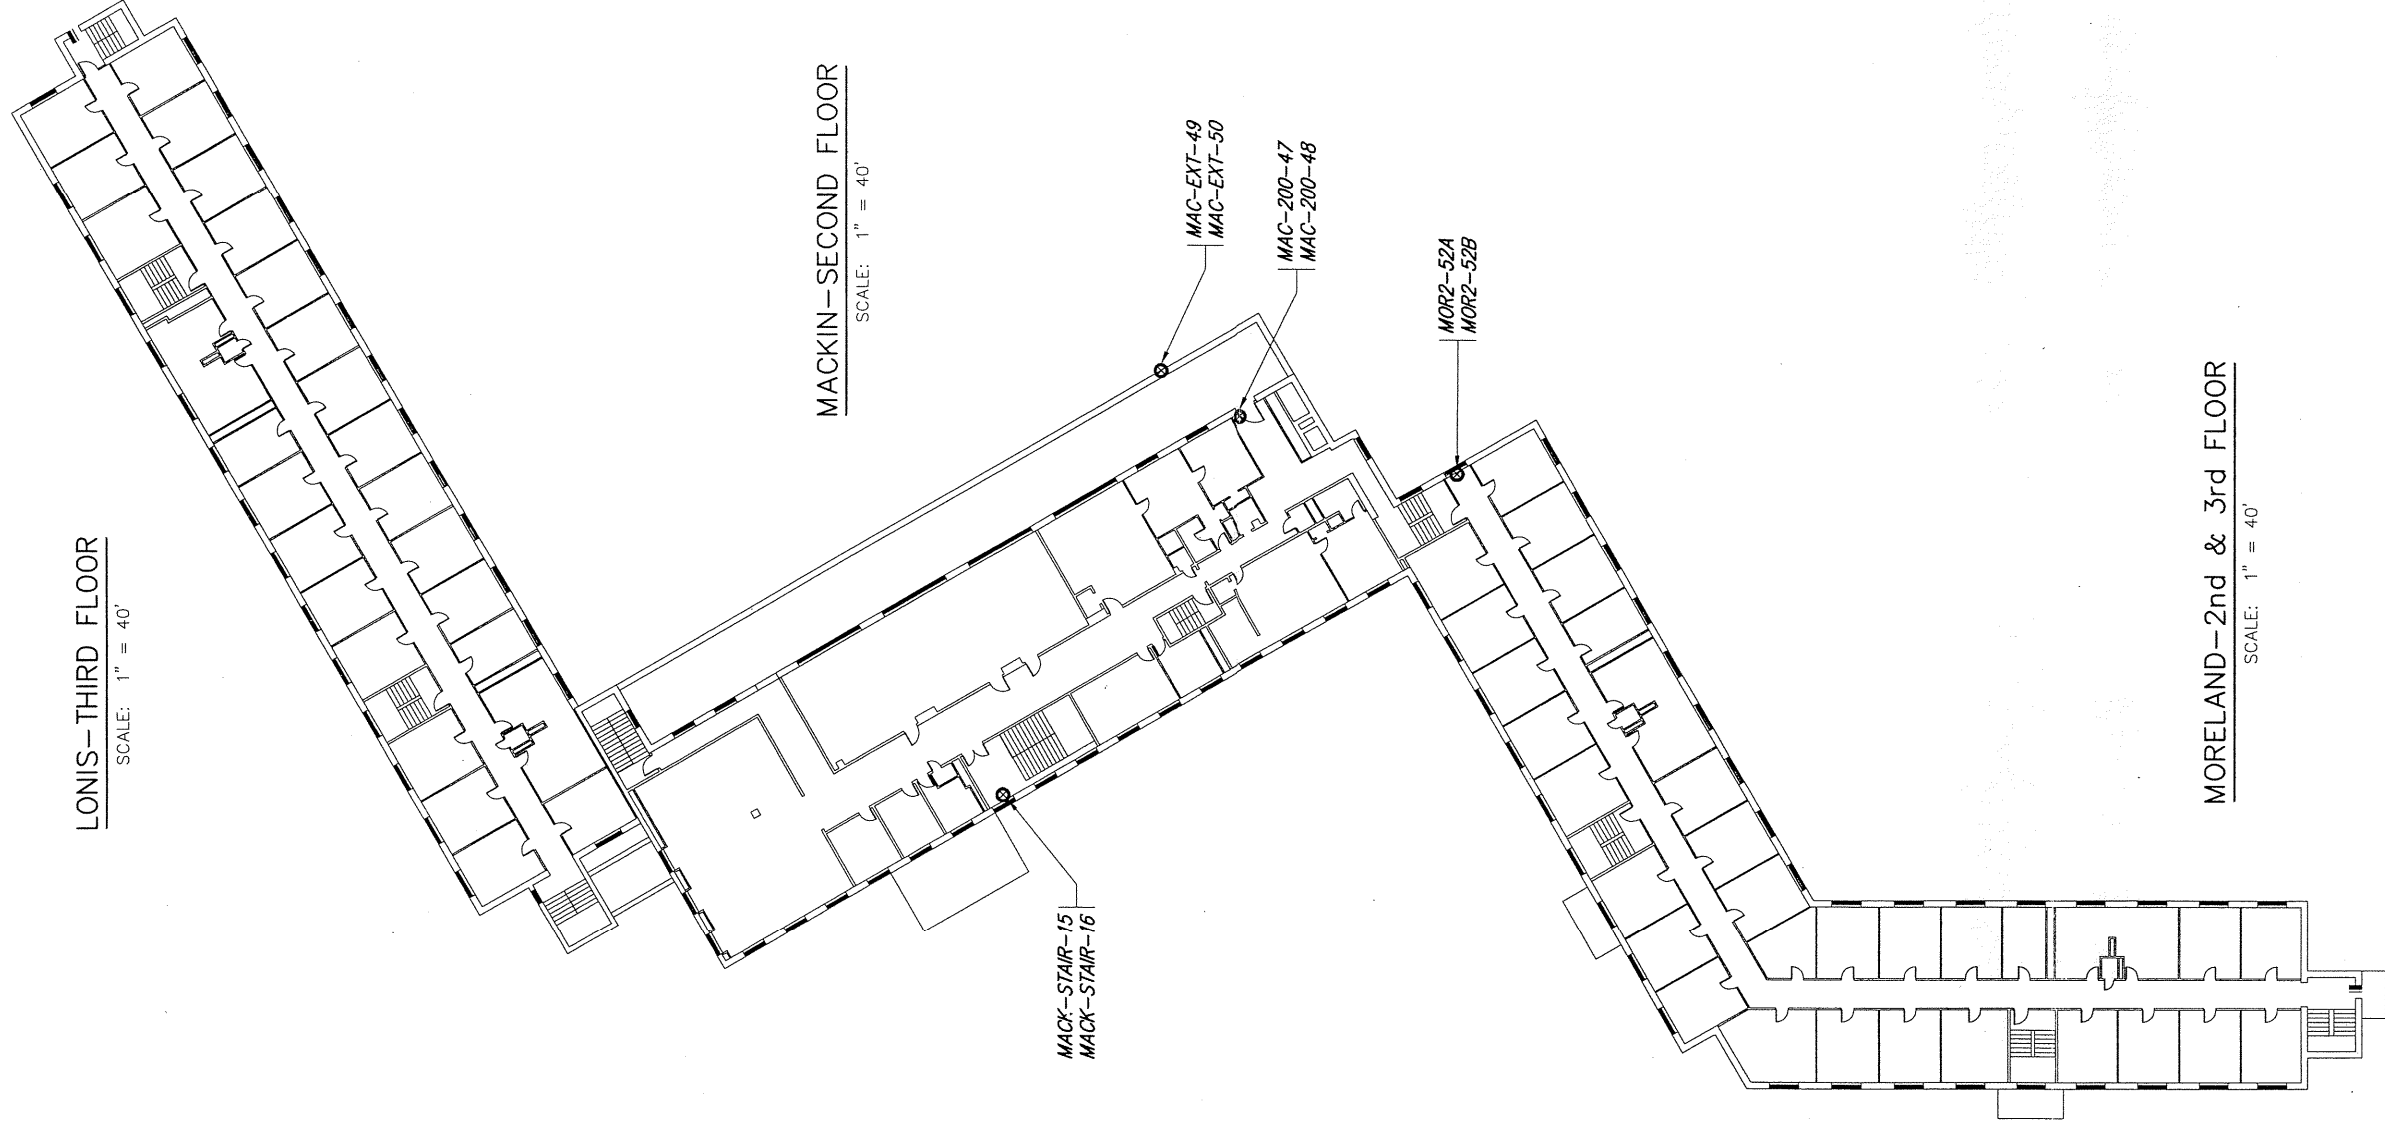 LONIS-THIRD FLOOR
SCALE: 1" = 40'
MACKIN-SECOND FLOOR
SCALE: 1" = 40'
MACK-STAIR-15
MACK-STAIR-16
MAC-EXT-49
MAC-EXT-50
MAC-200-47
MAC-200-48
MOR2-52A
MOR2-52B
MORELAND-2nd & 3rd FLOOR
SCALE: 1" = 40'